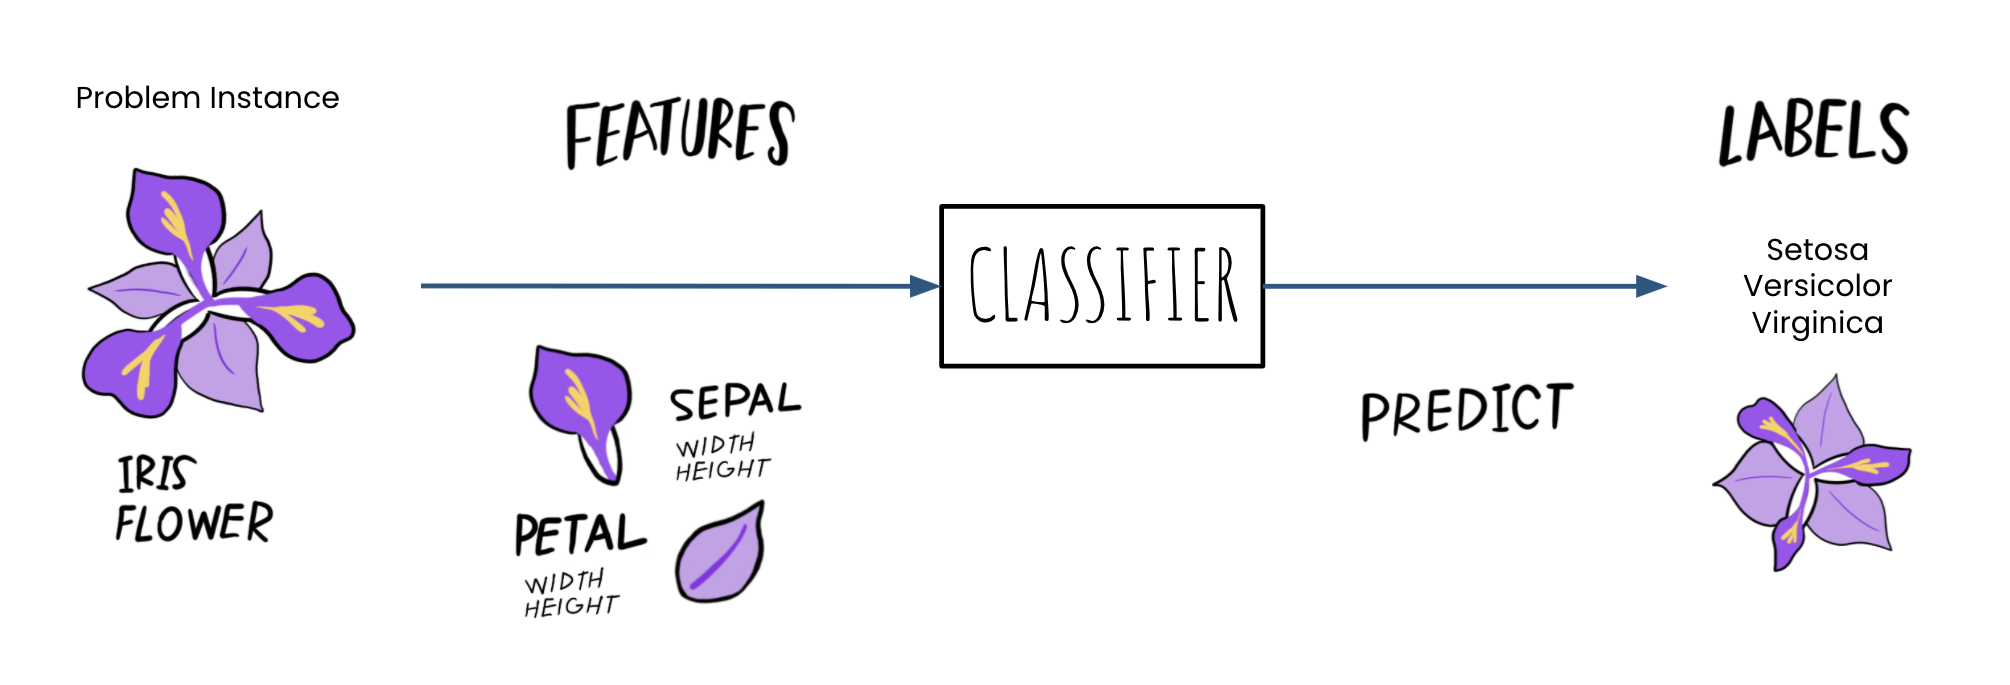 Problem Instance
IRIS
FLOWER
FEATURES
SEPAL
WIDTH
HEIGHT
PETAL
WIDTH
HEIGHT
CLASSIFIER
PREDICT
LABELS
Setosa
Versicolor
Virginica